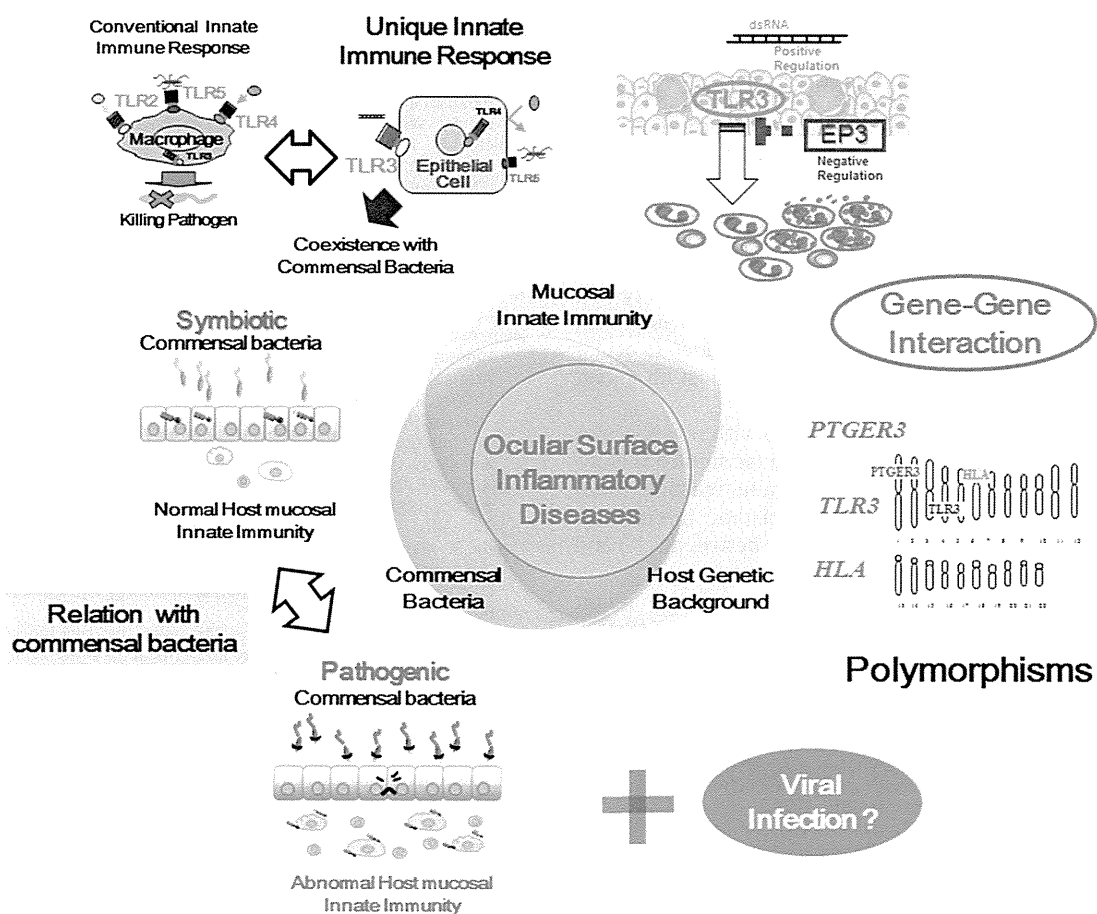 Conventional Innate
Immune Response
TLR2
TLR5
TLR4
Macrophage
Killing Pathogen
Unique Innate
Immune Response
TLR4
TLR3
Epithelial
Cell
TLR5
Coexistence with
Commensal Bacteria
dsRNA
Positive
Regulation
TLR3
EP3
Negative
Regulation
Gene-Gene
Interaction
Symbiotic
Commensal bacteria
Normal Host mucosal
Innate Immunity
Mucosal
Innate Immunity
Ocular Surface
Inflammatory
Diseases
Commensal
Bacteria
Host Genetic
Background
PTGER3
TLR3
HLA
PTGER3
HLA
TLR3
Polymorphisms
Relation with
commensal bacteria
Pathogenic
Commensal bacteria
Abnormal Host mucosal
Innate Immunity
Viral
Infection ?